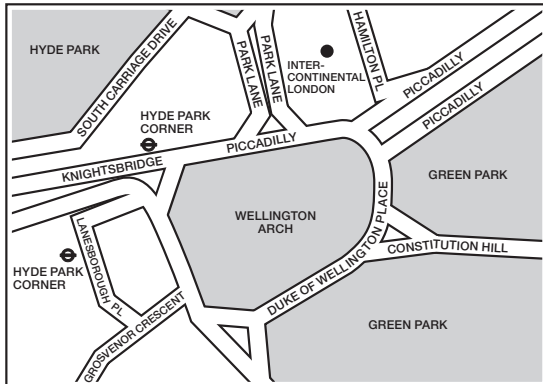 HYDE PARK
SOUTH CARRIAGE DRIVE
PARK LANE
PARK LANE
HAMILTON PL
INTER-
CONTINENTAL
LONDON
PICCADILLY
PICCADILLY
HYDE PARK
CORNER
KNIGHTSBRIDGE
PICCADILLY
GREEN PARK
WELLINGTON
ARCH
DUKE OF WELLINGTON PLACE
CONSTITUTION HILL
LANESBOROUGH PL
HYDE PARK
CORNER
GROSVENOR CRESCENT
GREEN PARK